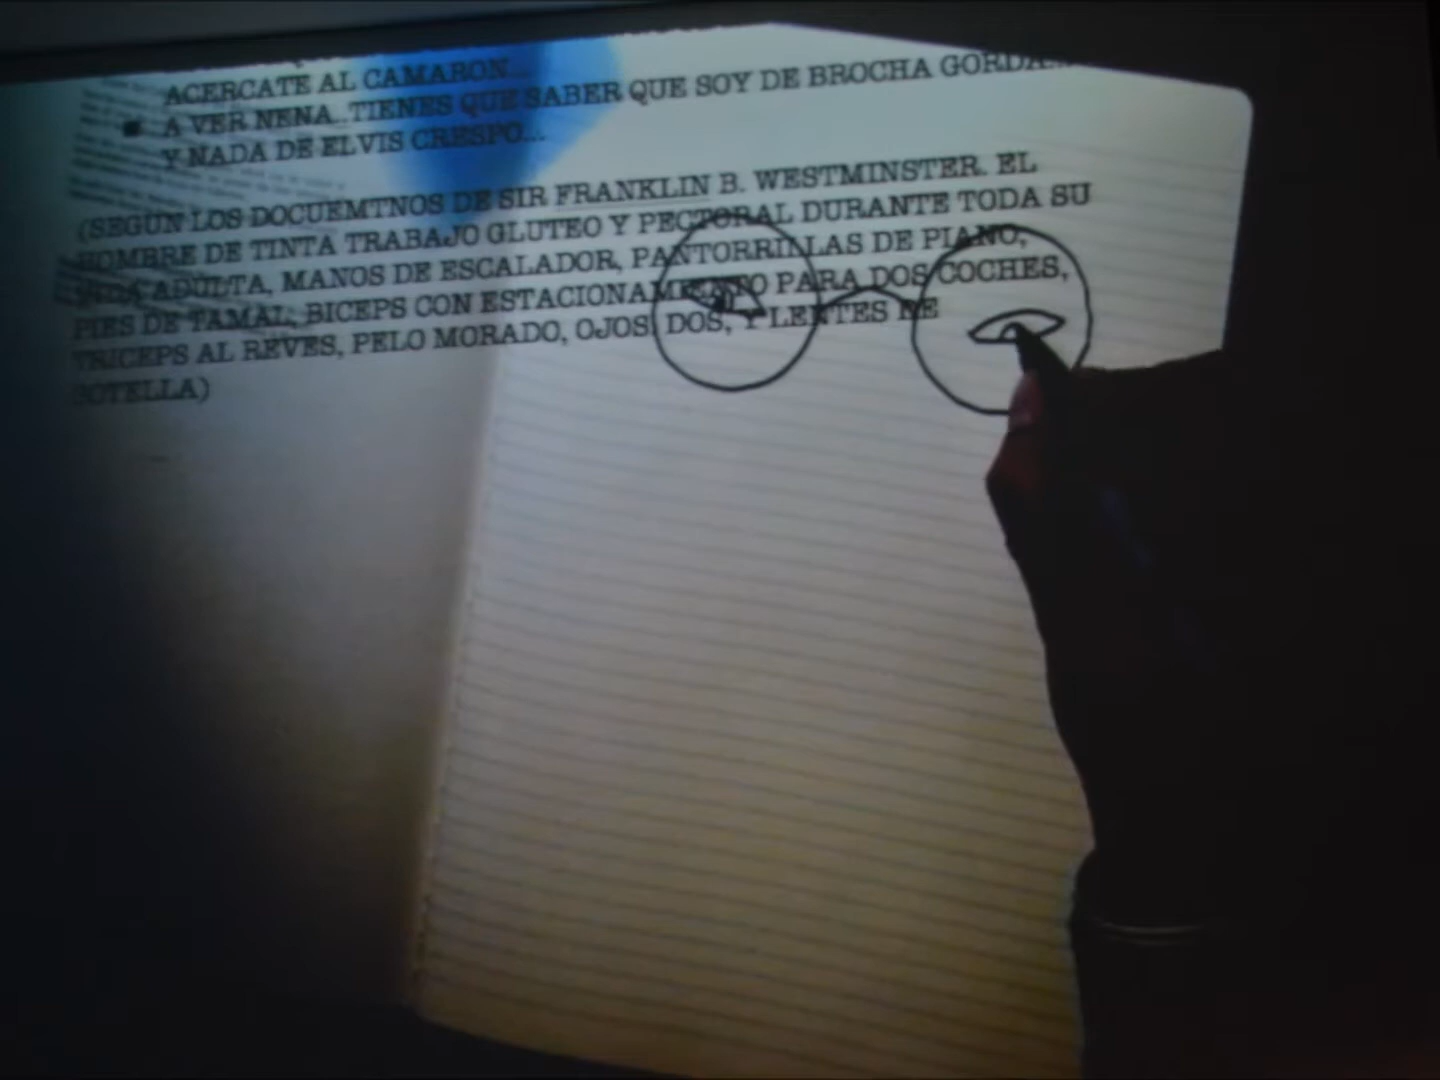 ACERCATE AL CAMARON...
A VER NENA..TIENES QUE SABER QUE SOY DE BROCHA GORDA...
Y NADA DE ELVIS CRESPO...
(SEGUN LOS DOCUEMTNOS DE SIR FRANKLIN B. WESTMINSTER. EL
HOMBRE DE TINTA TRABAJO GLUTEO Y PECTORAL DURANTE TODA SU
VIDA ADULTA, MANOS DE ESCALADOR, PANTORRILLAS DE PIANO,
PIES DE TAMAL, BICEPS CON ESTACIONAMIENTO PARA DOS COCHES,
TRICEPS AL REVES, PELO MORADO, OJOS: DOS, Y LENTES DE
BOTELLA)